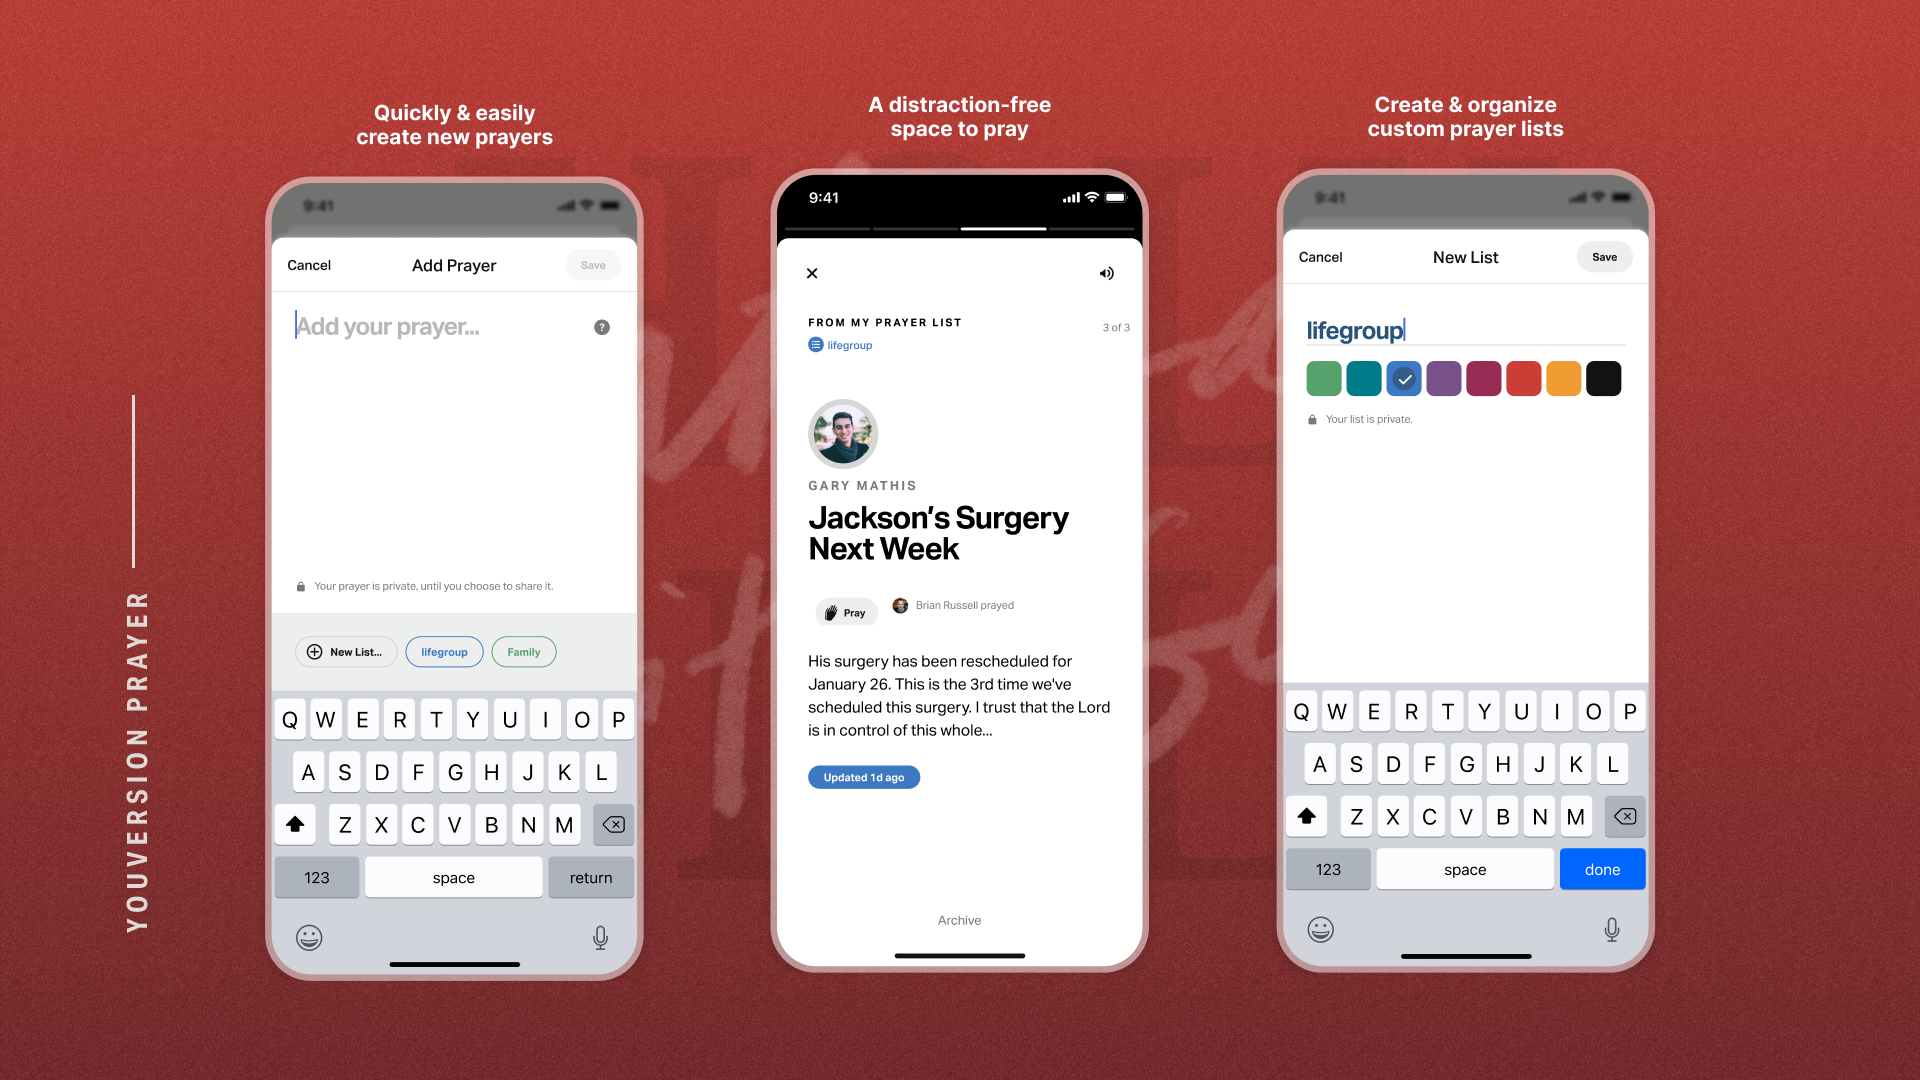 YOUVERSION PRAYER
Quickly & easily
create new prayers
9:41
Cancel
Add Prayer
Save
Add your prayer...
?
Your prayer is private, until you choose to share it.
New List...
lifegroup
Family
Q W E R T Y U I O P
A S D F G H J K L
Z X C V B N M
123
space
return
A distraction-free
space to pray
9:41
FROM MY PRAYER LIST
3 of 3
lifegroup
GARY MATHIS
Jackson's Surgery
Next Week
Pray
Brian Russell prayed
His surgery has been rescheduled for
January 26. This is the 3rd time we've
scheduled this surgery. I trust that the Lord
is in control of this whole...
Updated 1d ago
Archive
Create & organize
custom prayer lists
9:41
Cancel
New List
Save
lifegroup
Your list is private.
Q W E R T Y U I O P
A S D F G H J K L
Z X C V B N M
123
space
done